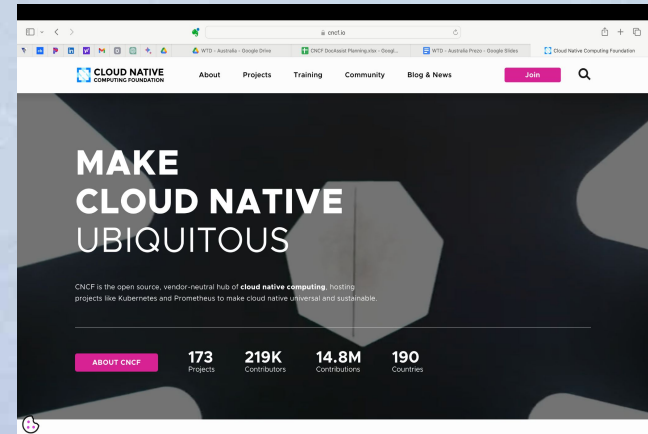 cncf.io
WTD - Australia - Google Drive
CNCF DocAssist Planning.xlsx - Googl...
WTD - Australia Prezo - Google Slides
Cloud Native Computing Foundation
CLOUD NATIVE
COMPUTING FOUNDATION
About
Projects
Training
Community
Blog & News
Join
MAKE
CLOUD NATIVE
UBIQUITOUS
CNCF is the open source, vendor-neutral hub of cloud native computing, hosting
projects like Kubernetes and Prometheus to make cloud native universal and sustainable.
ABOUT CNCF
173
Projects
219K
Contributors
14.8M
Contributions
190
Countries